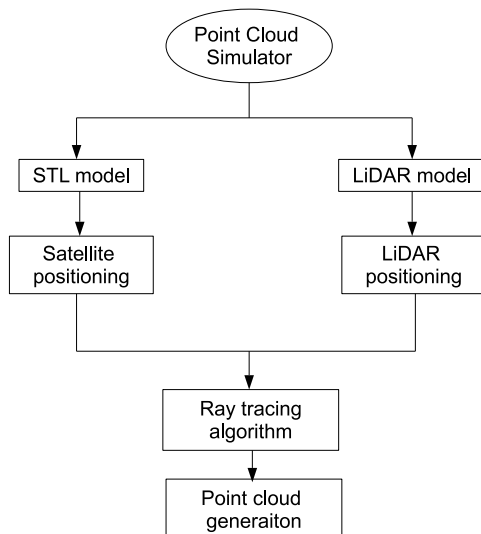 Point Cloud
Simulator
STL model
LiDAR model
Satellite
positioning
LiDAR
positioning
Ray tracing
algorithm
Point cloud
generaiton